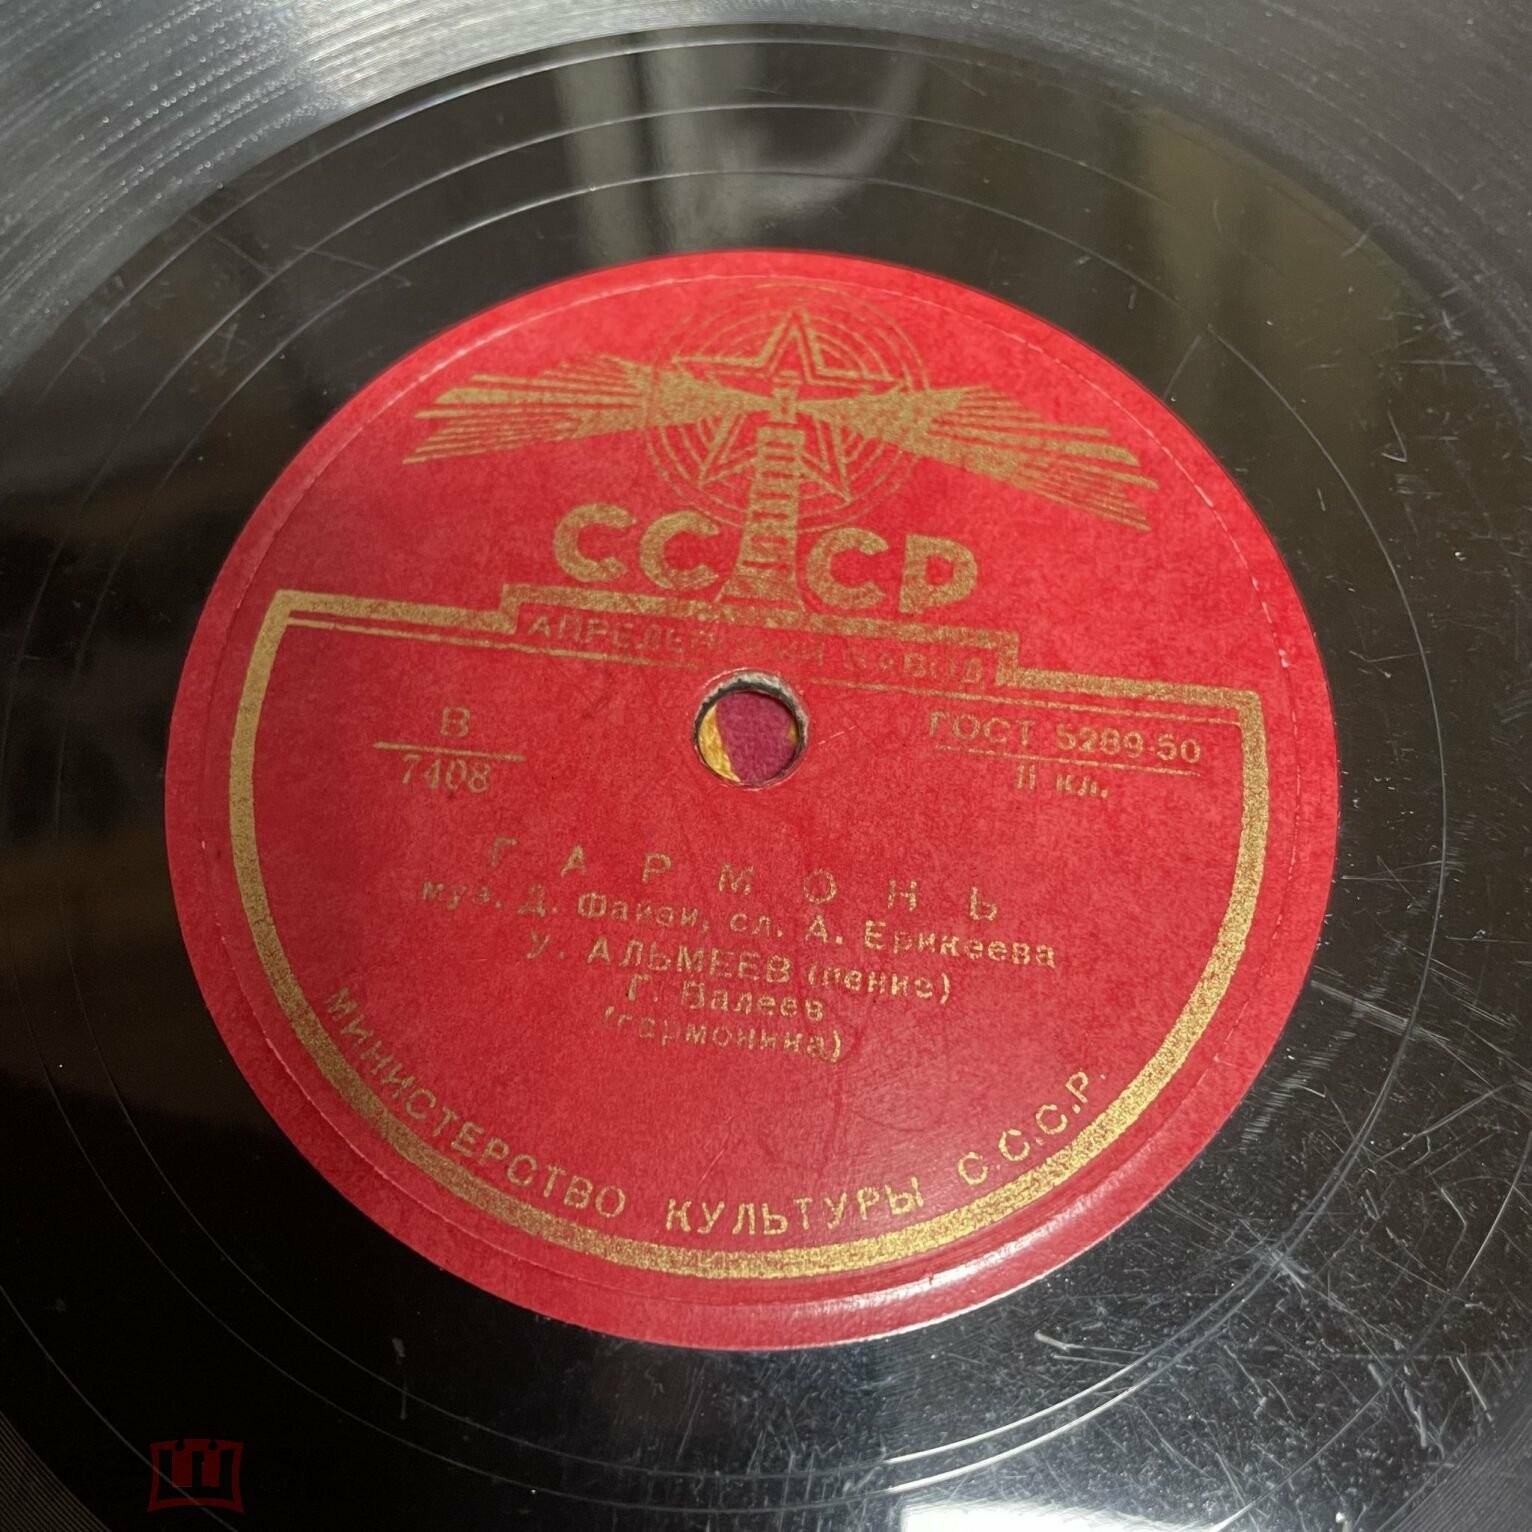 СССР
АПРЕЛЕВСКИЙ ЗАВОД
В
7408
ГОСТ 5289-50
II кл.
ГАРМОНЬ
муз. Д. Файзи, сл. А. Ерикеева
У. АЛЬМЕЕВ (пение)
Г. Валеев
(гармоника)
МИНИСТЕРСТВО КУЛЬТУРЫ С.С.С.Р.